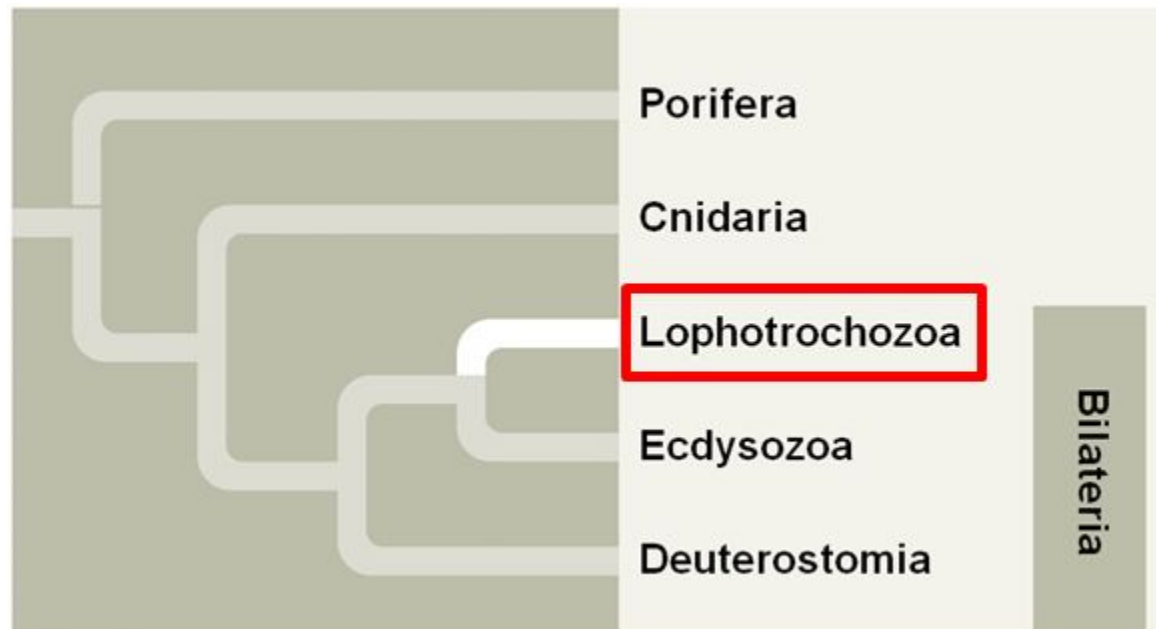 Porifera
Cnidaria
Lophotrochozoa
Ecdysozoa
Deuterostomia
Bilateria